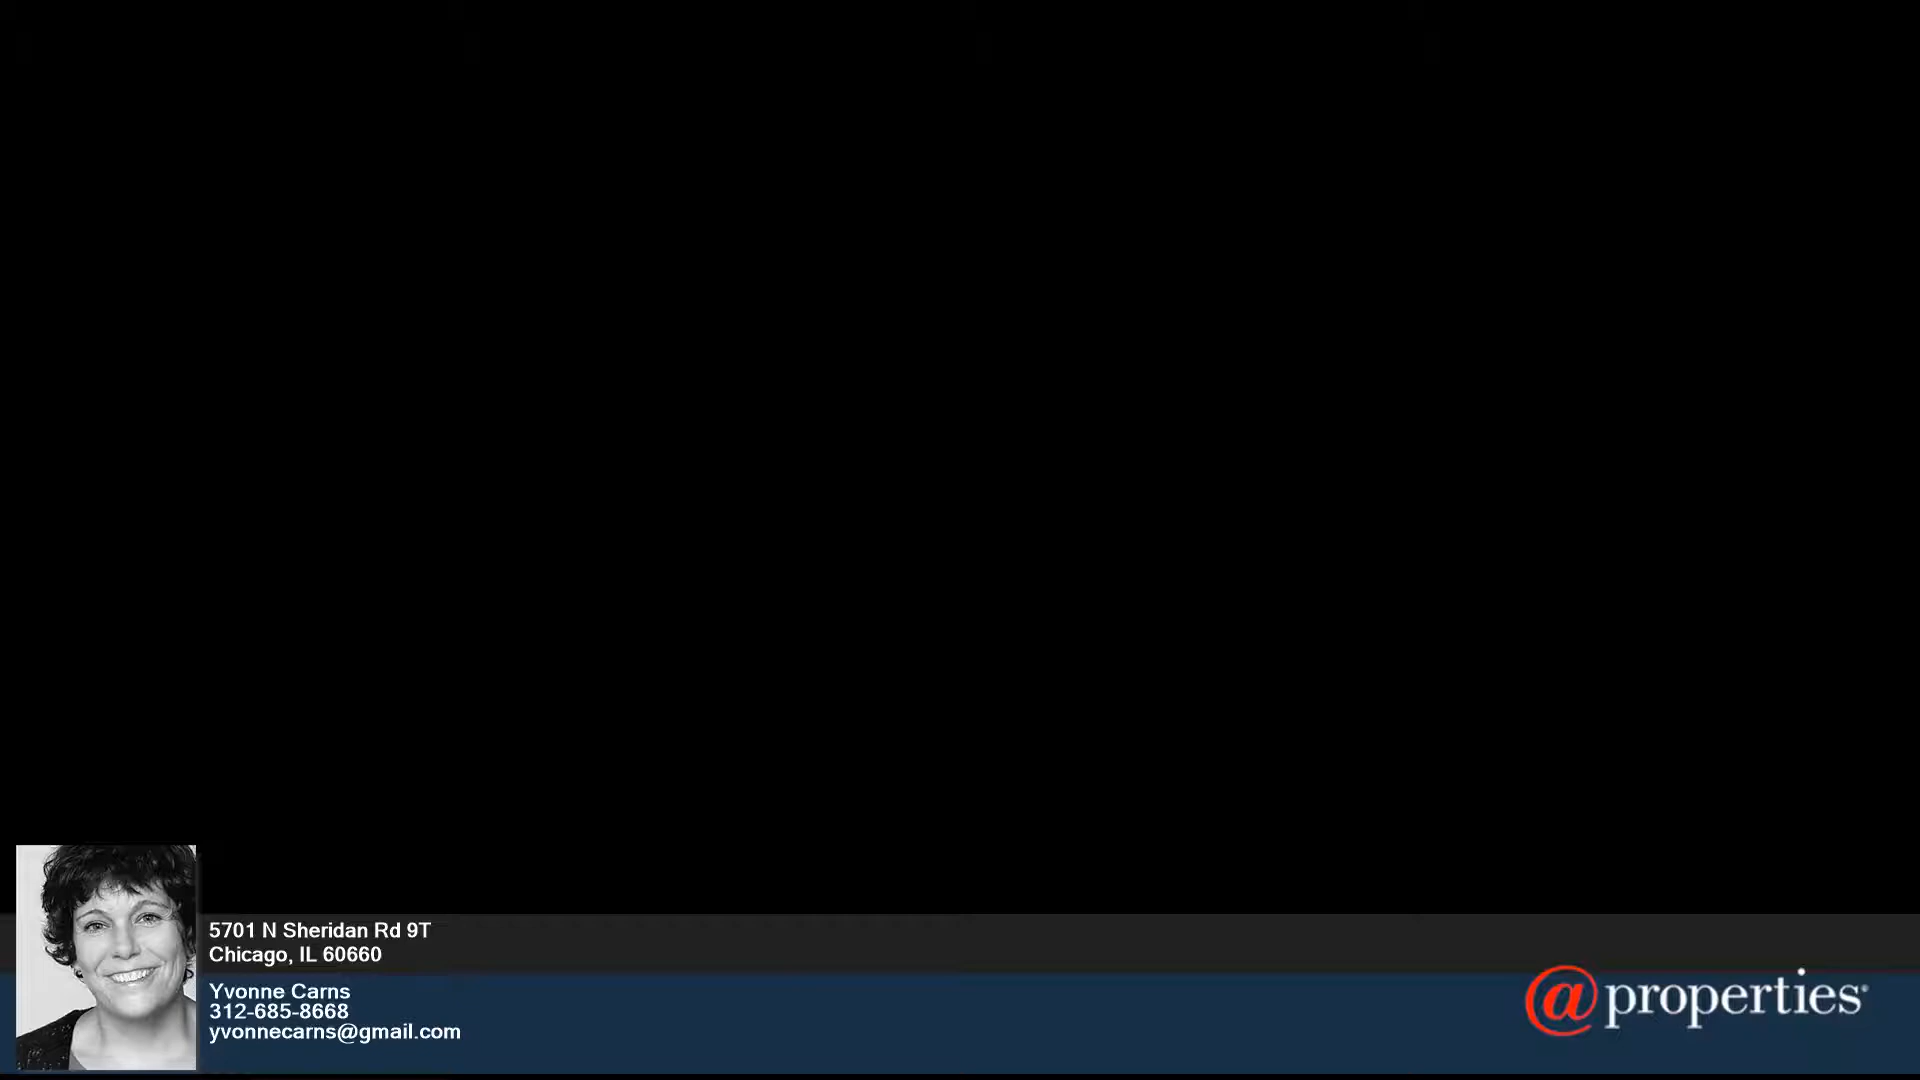 5701 N Sheridan Rd 9T
Chicago, IL 60660
Yvonne Carns
312-685-8668
yvonnecarns@gmail.com
@properties®